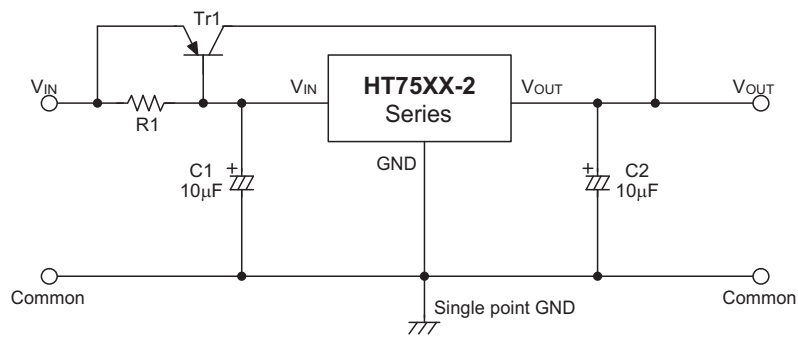 Tr1
VIN
R1
VIN
HT75XX-2
Series
VOUT
VOUT
GND
C1
10μF
C2
10μF
Common
Single point GND
Common